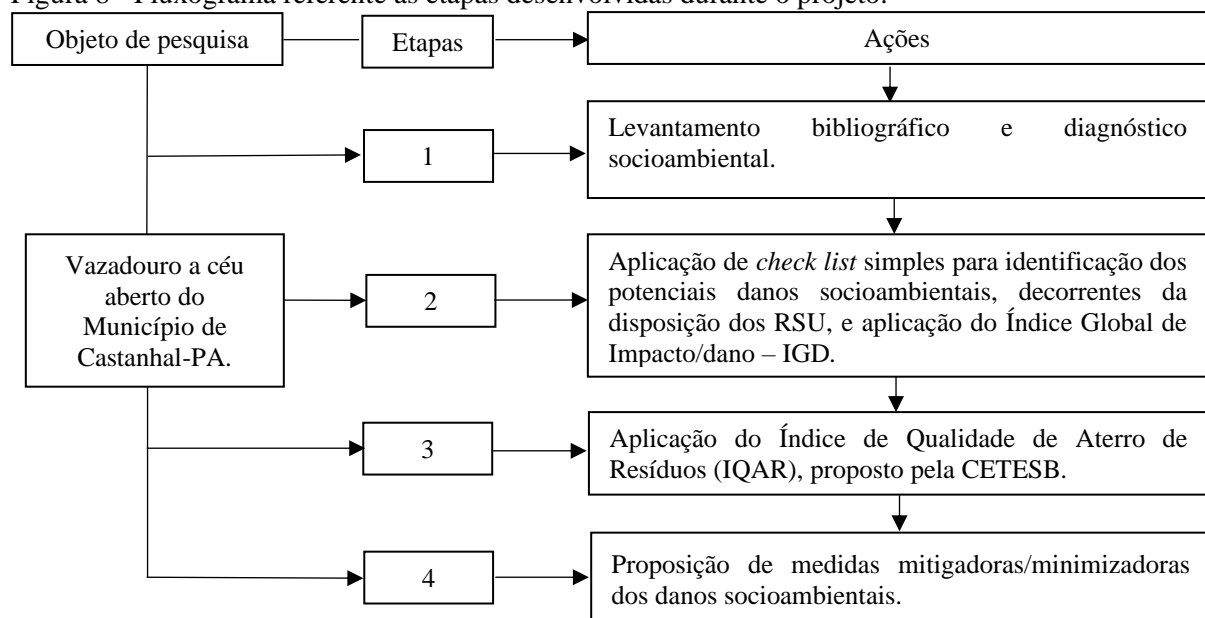 Figura 8 - Fluxograma referente às etapas desenvolvidas durante o projeto.
Objeto de pesquisa
Etapas
Ações
1
Levantamento bibliográfico e diagnóstico
socioambiental.
Vazadouro a céu
aberto do
Município de
Castanhal-PA.
2
Aplicação de check list simples para identificação dos
potenciais danos socioambientais, decorrentes da
disposição dos RSU, e aplicação do Índice Global de
Impacto/dano – IGD.
3
Aplicação do Índice de Qualidade de Aterro de
Resíduos (IQAR), proposto pela CETESB.
4
Proposição de medidas mitigadoras/minimizadoras
dos danos socioambientais.